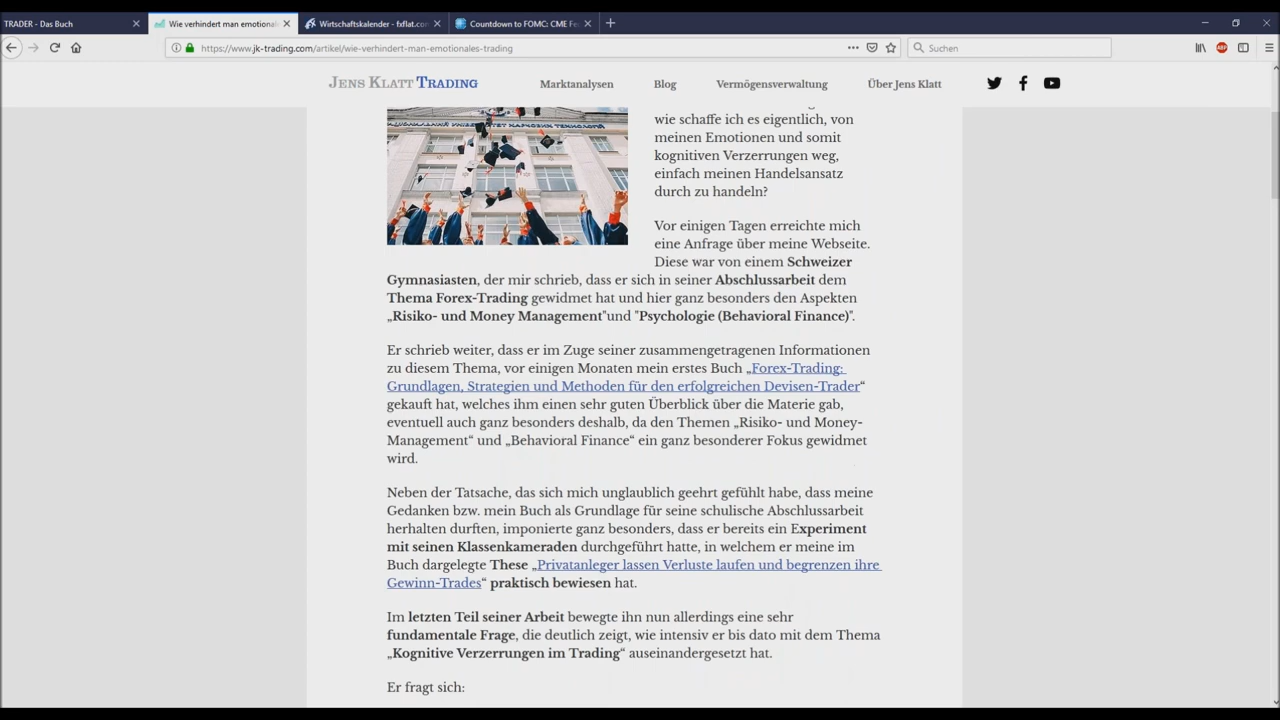 TRADER - Das Buch
Wie verhindert man emotional
Wirtschaftskalender - fxflat.con
Countdown to FOMC: CME Fe
https://www.jk-trading.com/artikel/wie-verhindert-man-emotionales-trading
Suchen
ABP
JENS KLATT TRADING
Marktanalysen
Blog
Vermögensverwaltung
Über Jens Klatt
wie schaffe ich es eigentlich, von
meinen Emotionen und somit
kognitiven Verzerrungen weg,
einfach meinen Handelsansatz
durch zu handeln?
Vor einigen Tagen erreichte mich
eine Anfrage über meine Webseite.
Diese war von einem Schweizer
Gymnasiasten, der mir schrieb, dass er sich in seiner Abschlussarbeit dem
Thema Forex-Trading gewidmet hat und hier ganz besonders den Aspekten
„Risiko- und Money Management"und "Psychologie (Behavioral Finance)".
Er schrieb weiter, dass er im Zuge seiner zusammengetragenen Informationen
zu diesem Thema, vor einigen Monaten mein erstes Buch „Forex-Trading:
Grundlagen, Strategien und Methoden für den erfolgreichen Devisen-Trader“
gekauft hat, welches ihm einen sehr guten Überblick über die Materie gab,
eventuell auch ganz besonders deshalb, da den Themen „Risiko- und Money-
Management“ und „Behavioral Finance“ ein ganz besonderer Fokus gewidmet
wird.
Neben der Tatsache, das sich mich unglaublich geehrt gefühlt habe, dass meine
Gedanken bzw. mein Buch als Grundlage für seine schulische Abschlussarbeit
herhalten durften, imponierte ganz besonders, dass er bereits ein Experiment
mit seinen Klassenkameraden durchgeführt hatte, in welchem er meine im
Buch dargelegte These „Privatanleger lassen Verluste laufen und begrenzen ihre
Gewinn-Trades“ praktisch bewiesen hat.
Im letzten Teil seiner Arbeit bewegte ihn nun allerdings eine sehr
fundamentale Frage, die deutlich zeigt, wie intensiv er bis dato mit dem Thema
„Kognitive Verzerrungen im Trading“ auseinandergesetzt hat.
Er fragt sich: